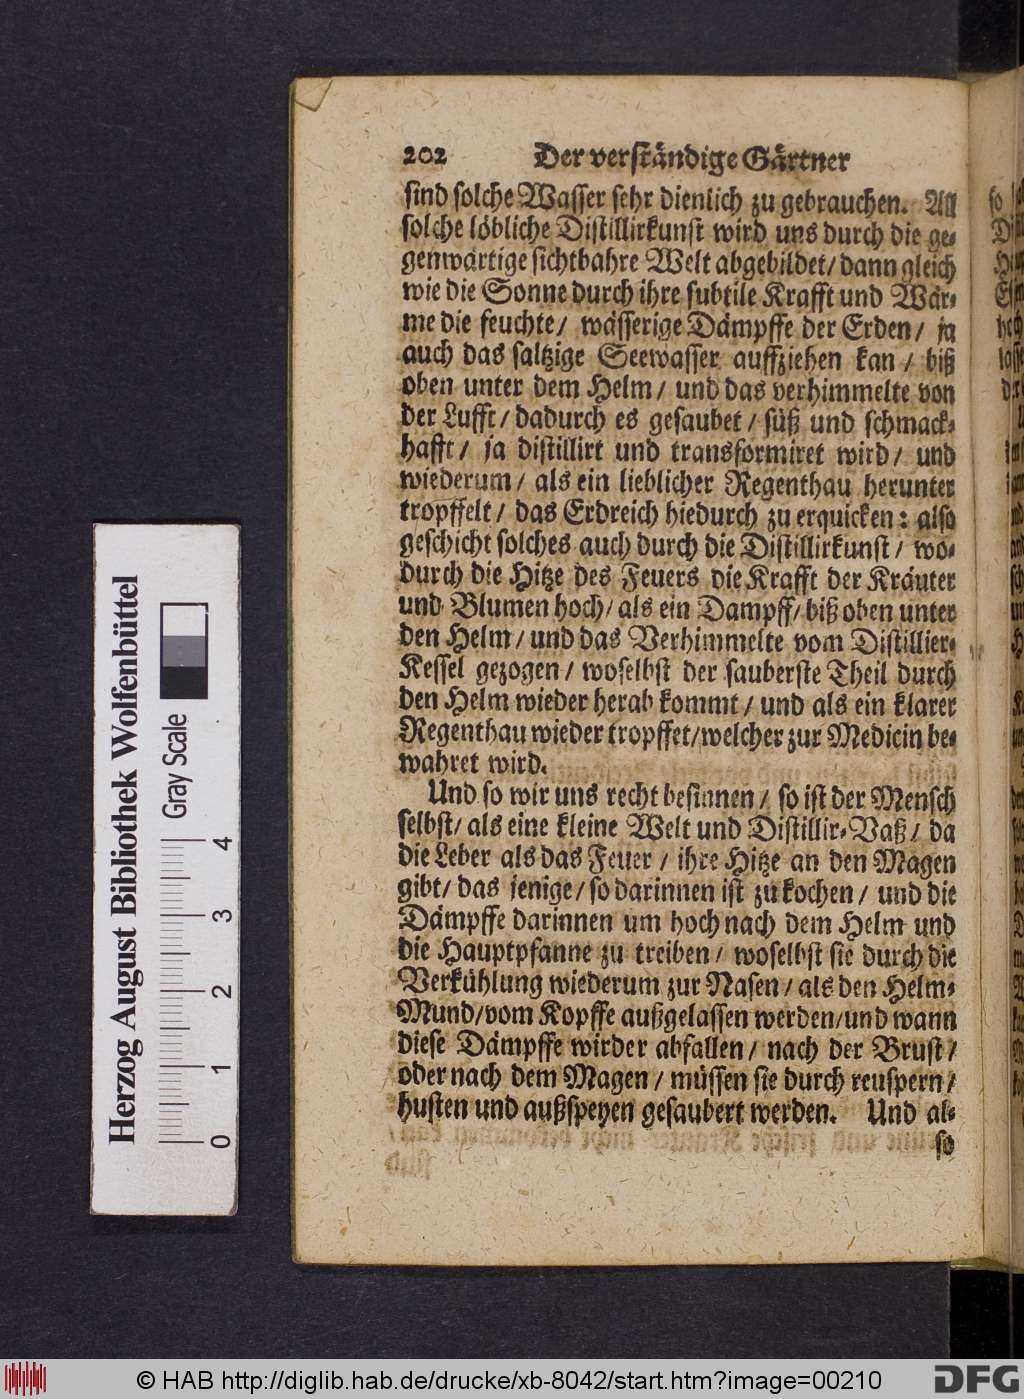 202 Der verständige Gärtner
sind solche Wasser sehr dienlich zu gebrauchen. All
solche löbliche Distillirkunst wird uns durch die ge-
genwärtige sichtbahre Welt abgebildet/ dann gleich
wie die Sonne durch ihre subtile Krafft und Wär-
me die feuchte/ wässerige Dämpffe der Erden/ ja
auch das saltzige Seewasser auffziehen kan/ biß
oben unter dem Helm/ und das verhimmelte von
der Lufft/ dadurch es gesaubet/ süß und schmack-
hafft/ ja distillirt und transformiret wird/ und
wiederum/ als ein lieblicher Regenthau herunter
tropffelt/ das Erdreich hiedurch zu erquicken: also
geschicht solches auch durch die Distillirkunst/ wo-
durch die Hitze des Feuers die Krafft der Kräuter
und Blumen hoch/ als ein Dampff/ biß oben unter
den Helm/ und das Verhimmelte vom Distillier-
Kessel gezogen/ woselbst der sauberste Theil durch
den Helm wieder herab kommt/ und als ein klarer
Regenthau wieder tropffet/ welcher zur Medicin be-
wahret wird.
Und so wir uns recht besinnen/ so ist der Mensch
selbst/ als eine kleine Welt und Distillir-Vaß/ da
die Leber als das Feuer/ ihre Hitze an den Magen
gibt/ das jenige/ so darinnen ist zu kochen/ und die
Dämpffe darinnen um hoch nach dem Helm und
die Hauptpfanne zu treiben/ woselbst sie durch die
Verkühlung wiederum zur Nasen/ als den Helm-
Mund/ vom Kopffe außgelassen werden/ und wann
diese Dämpffe wirder abfallen/ nach der Brust/
oder nach dem Magen/ müssen sie durch reuspern/
husten und außspeyen gesaubert werden. Und al-
so
Herzog August Bibliothek Wolfenbüttel
Gray Scale
0 1 2 3 4
© HAB http://diglib.hab.de/drucke/xb-8042/start.htm?image=00210
DFG